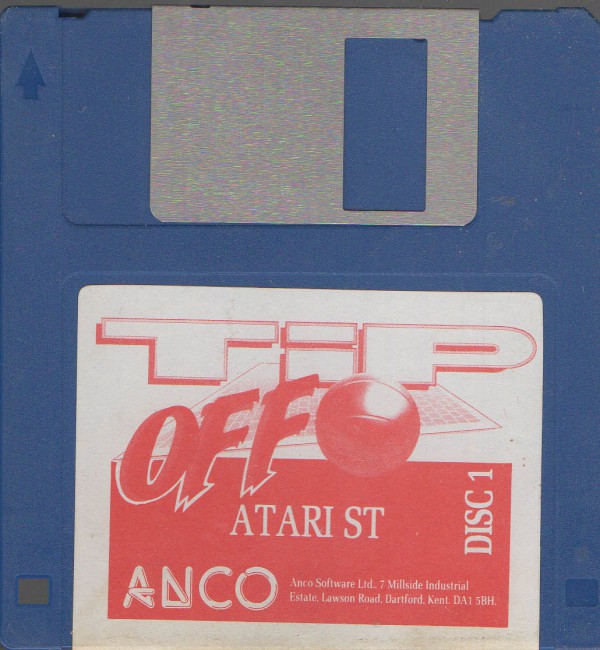 TiP
OFF
ATARI ST
DISC 1
ANCO
Anco Software Ltd., 7 Millside Industrial
Estate, Lawson Road, Dartford, Kent. DA1 5BH.